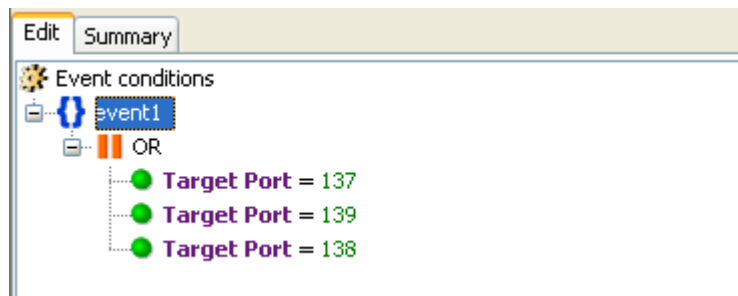 Edit Summary
Event conditions
event1
OR
Target Port = 137
Target Port = 139
Target Port = 138